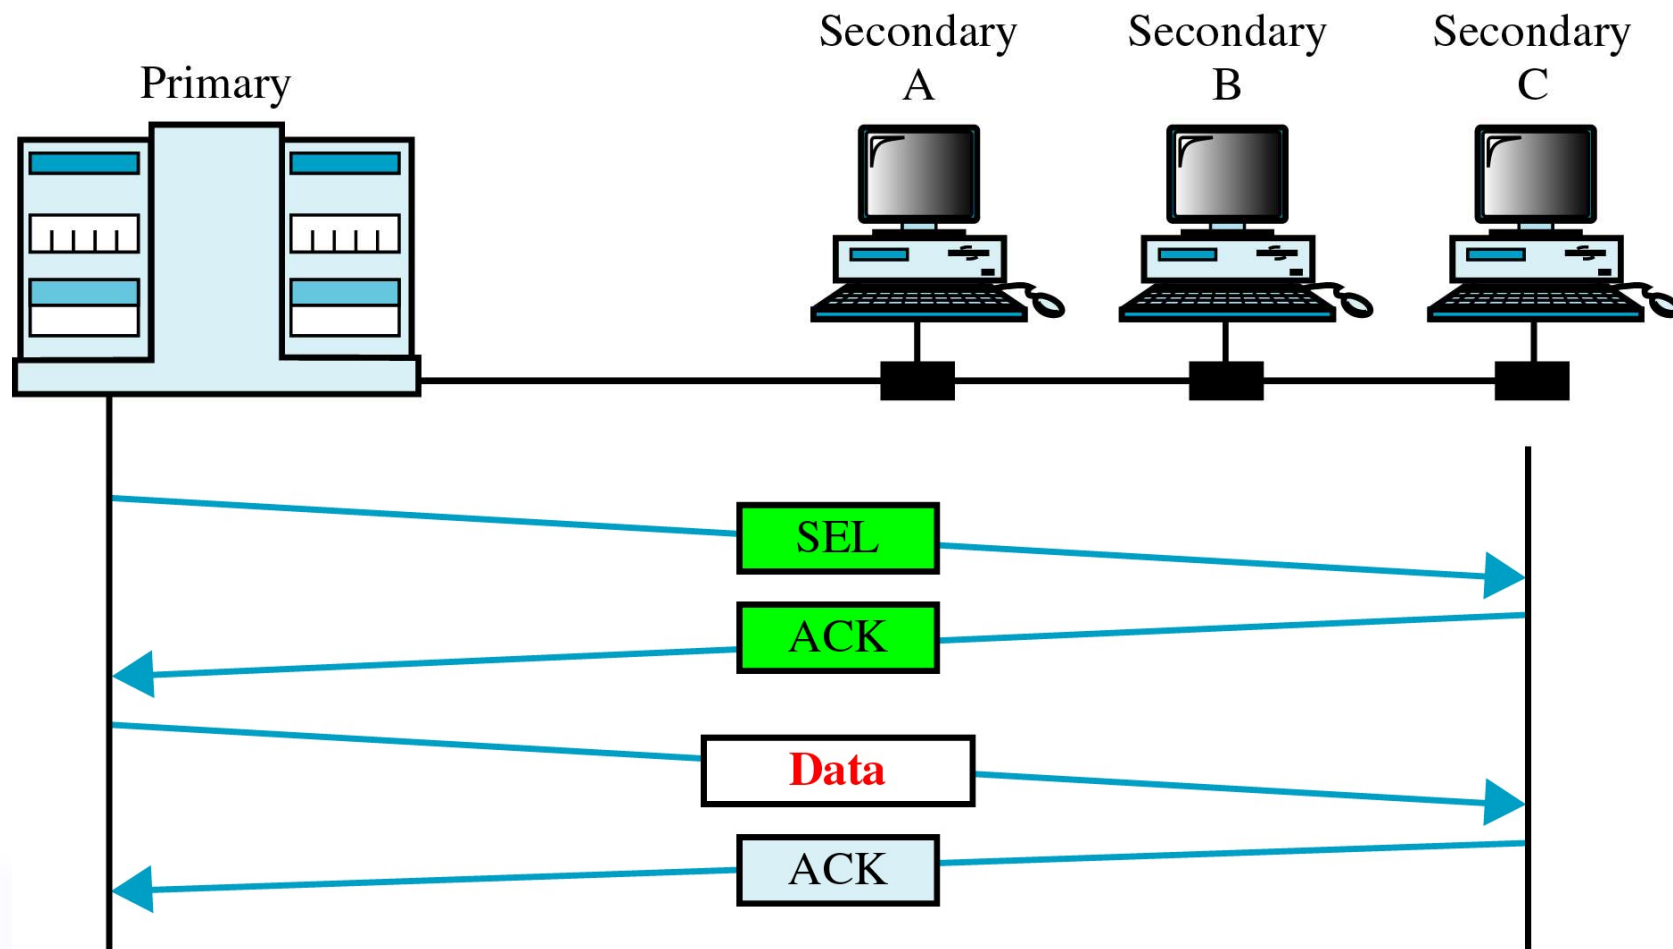 Primary
Secondary
A
Secondary
B
Secondary
C
SEL
ACK
Data
ACK